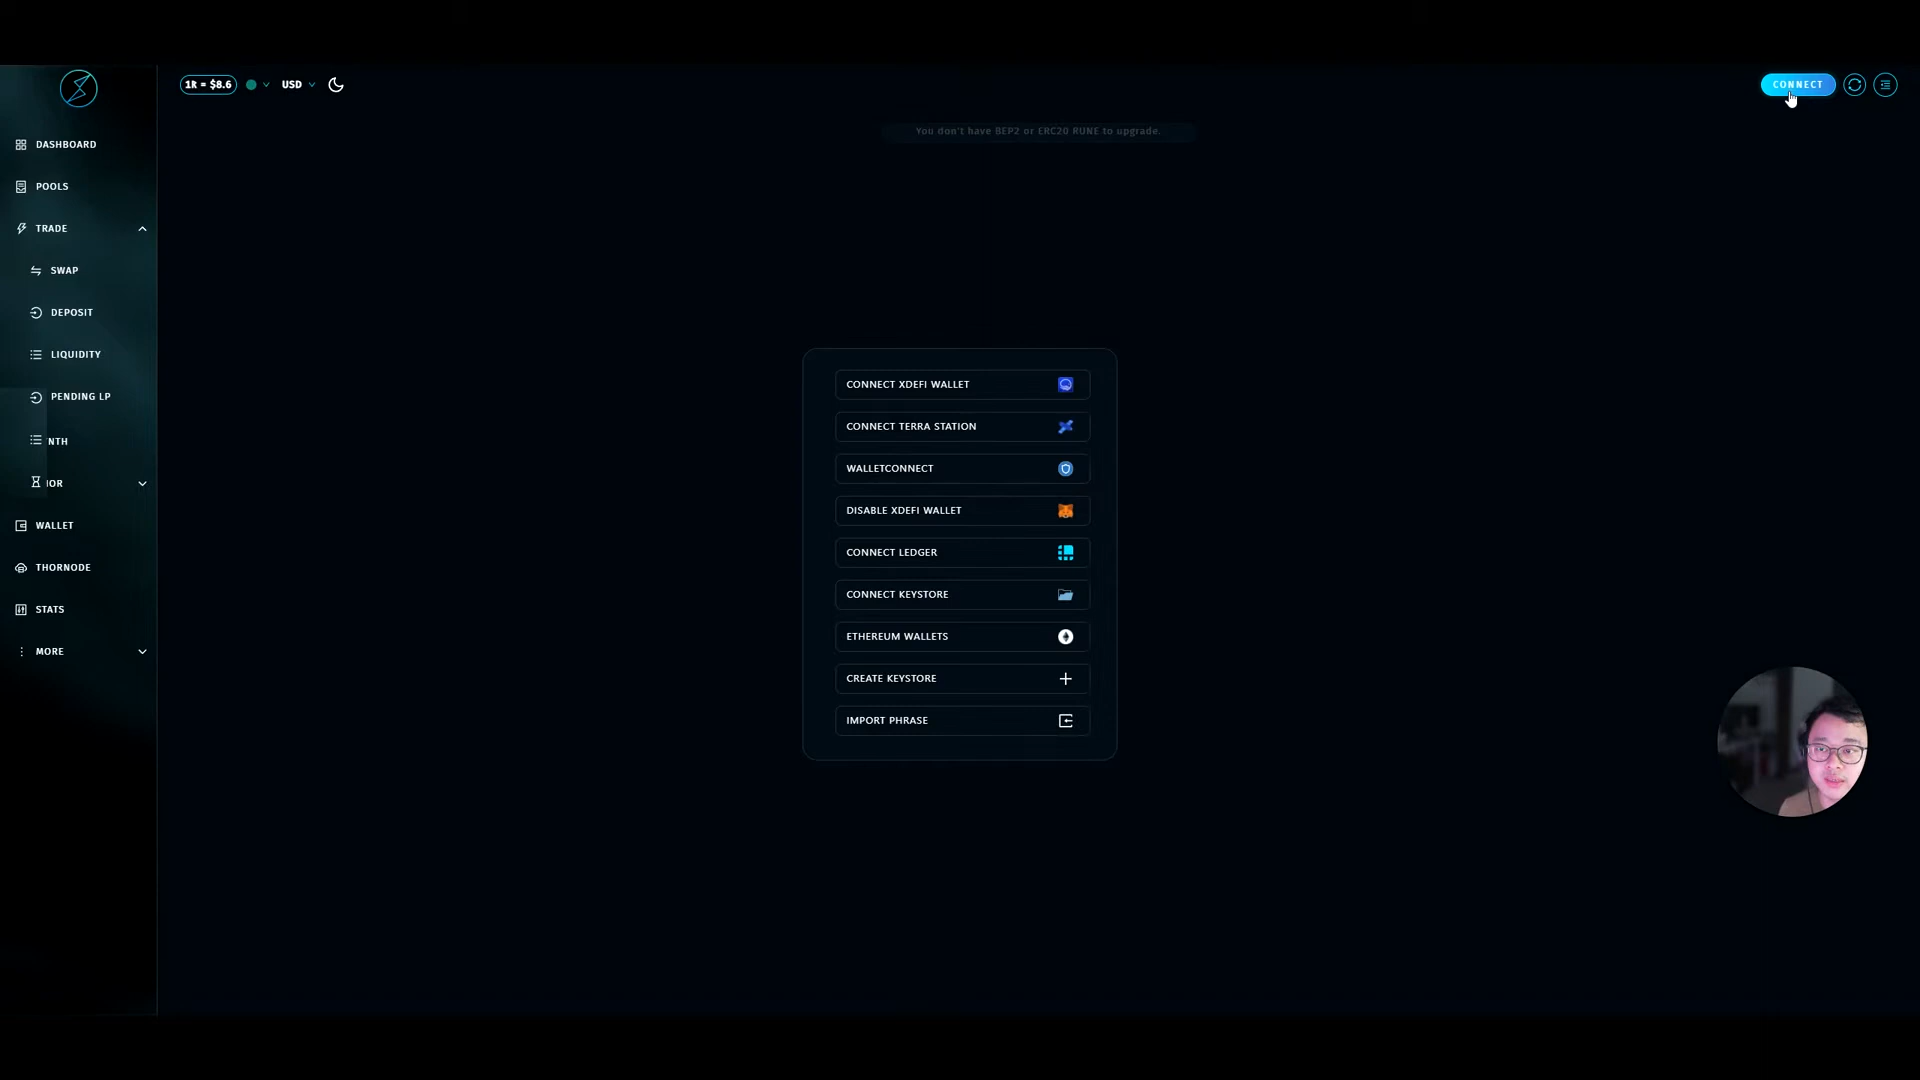 1R = $8.6
USD
CONNECT
You don't have BEP2 or ERC20 RUNE to upgrade.
DASHBOARD
POOLS
TRADE
SWAP
DEPOSIT
LIQUIDITY
PENDING LP
NTH
IOR
WALLET
THORNODE
STATS
MORE
CONNECT XDEFI WALLET
CONNECT TERRA STATION
WALLETCONNECT
DISABLE XDEFI WALLET
CONNECT LEDGER
CONNECT KEYSTORE
ETHEREUM WALLETS
CREATE KEYSTORE
IMPORT PHRASE